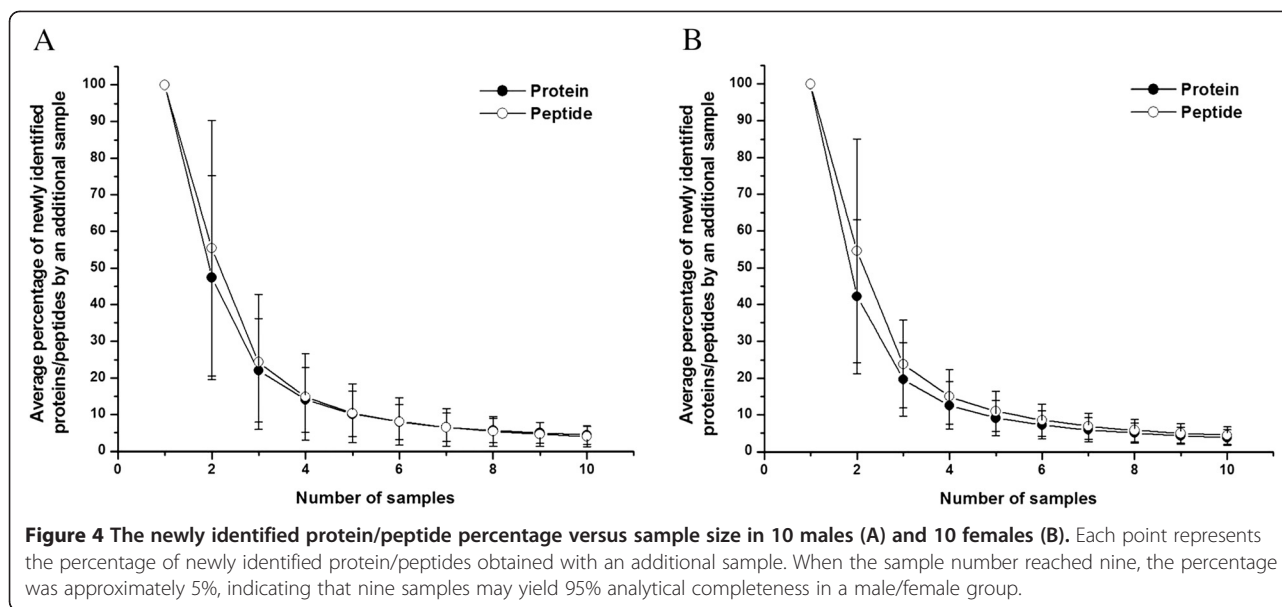 A
Average percentage of newly identified
proteins/peptides by an additional sample
100
90
80
70
60
50
40
30
20
10
0
0 2 4 6 8 10
Number of samples
Protein
Peptide
B
Average percentage of newly identified
proteins/peptides by an additional sample
100
90
80
70
60
50
40
30
20
10
0
0 2 4 6 8 10
Number of samples
Protein
Peptide
Figure 4 The newly identified protein/peptide percentage versus sample size in 10 males (A) and 10 females (B). Each point represents
the percentage of newly identified protein/peptides obtained with an additional sample. When the sample number reached nine, the percentage
was approximately 5%, indicating that nine samples may yield 95% analytical completeness in a male/female group.